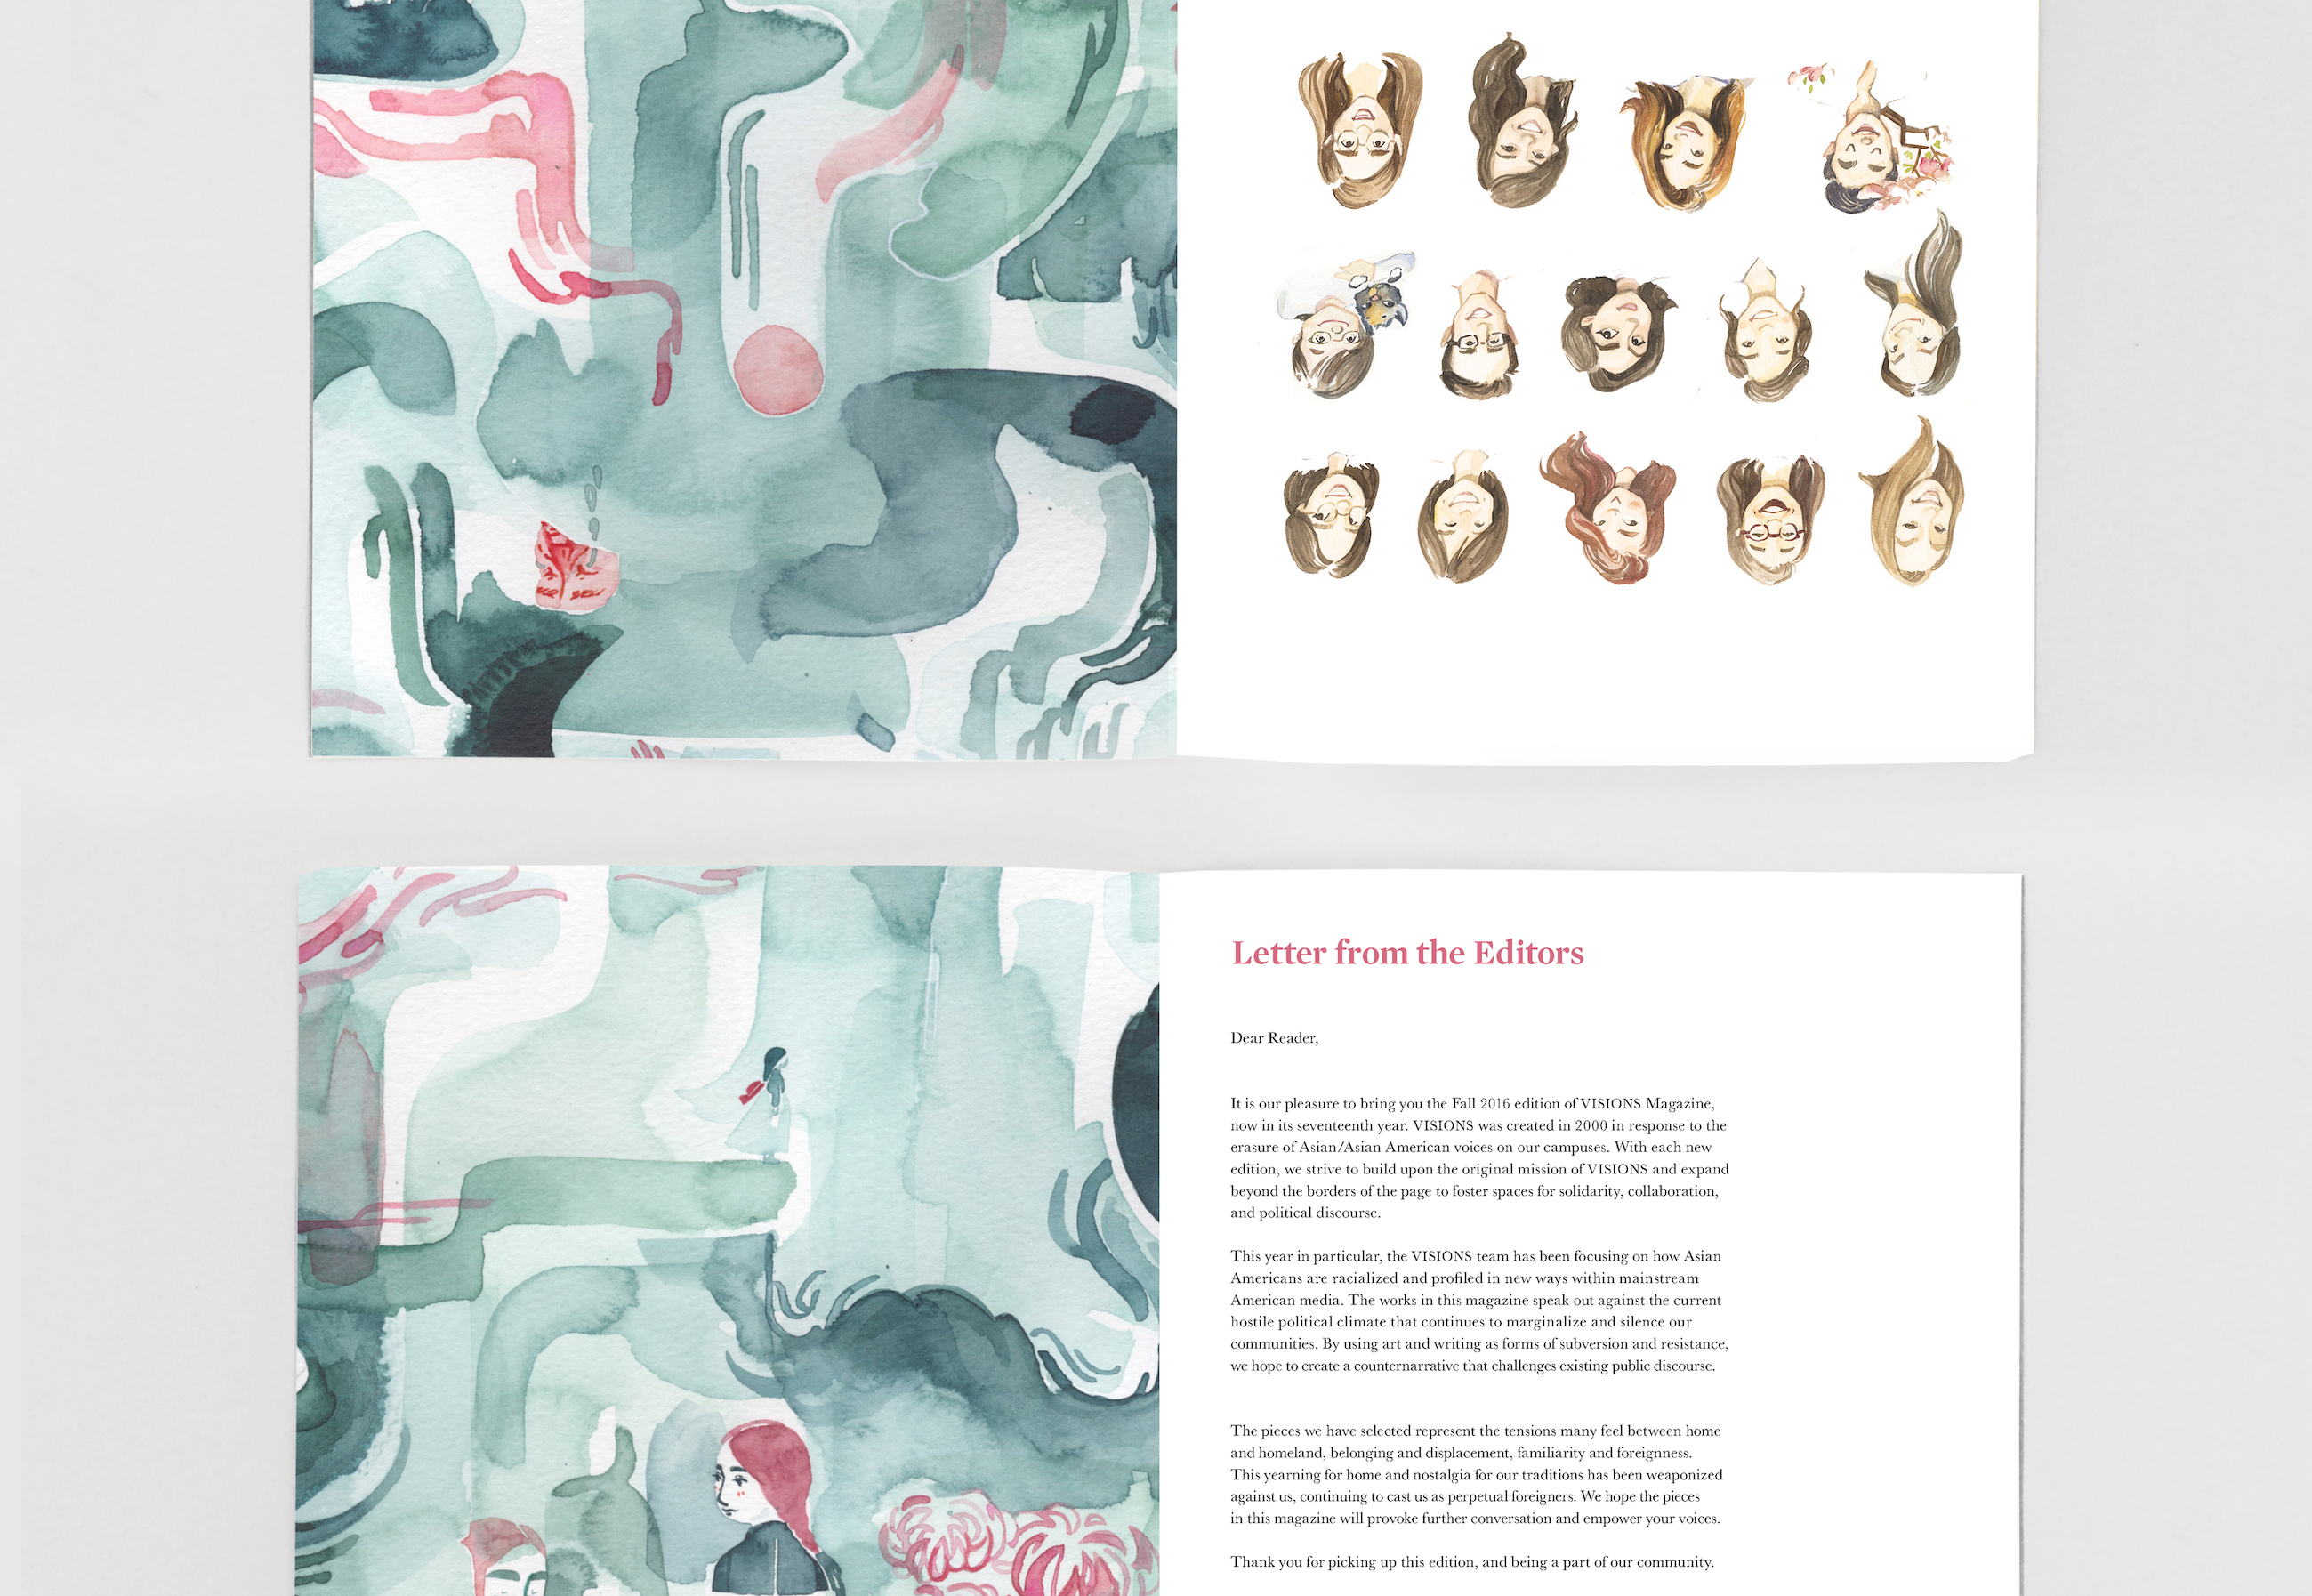 Letter from the Editors
Dear Reader,
It is our pleasure to bring you the Fall 2016 edition of VISIONS Magazine,
now in its seventeenth year. VISIONS was created in 2000 in response to the
erasure of Asian/Asian American voices on our campuses. With each new
edition, we strive to build upon the original mission of VISIONS and expand
beyond the borders of the page to foster spaces for solidarity, collaboration,
and political discourse.
This year in particular, the VISIONS team has been focusing on how Asian
Americans are racialized and profiled in new ways within mainstream
American media. The works in this magazine speak out against the current
hostile political climate that continues to marginalize and silence our
communities. By using art and writing as forms of subversion and resistance,
we hope to create a counternarrative that challenges existing public discourse.
The pieces we have selected represent the tensions many feel between home
and homeland, belonging and displacement, familiarity and foreignness.
This yearning for home and nostalgia for our traditions has been weaponized
against us, continuing to cast us as perpetual foreigners. We hope the pieces
in this magazine will provoke further conversation and empower your voices.
Thank you for picking up this edition, and being a part of our community.